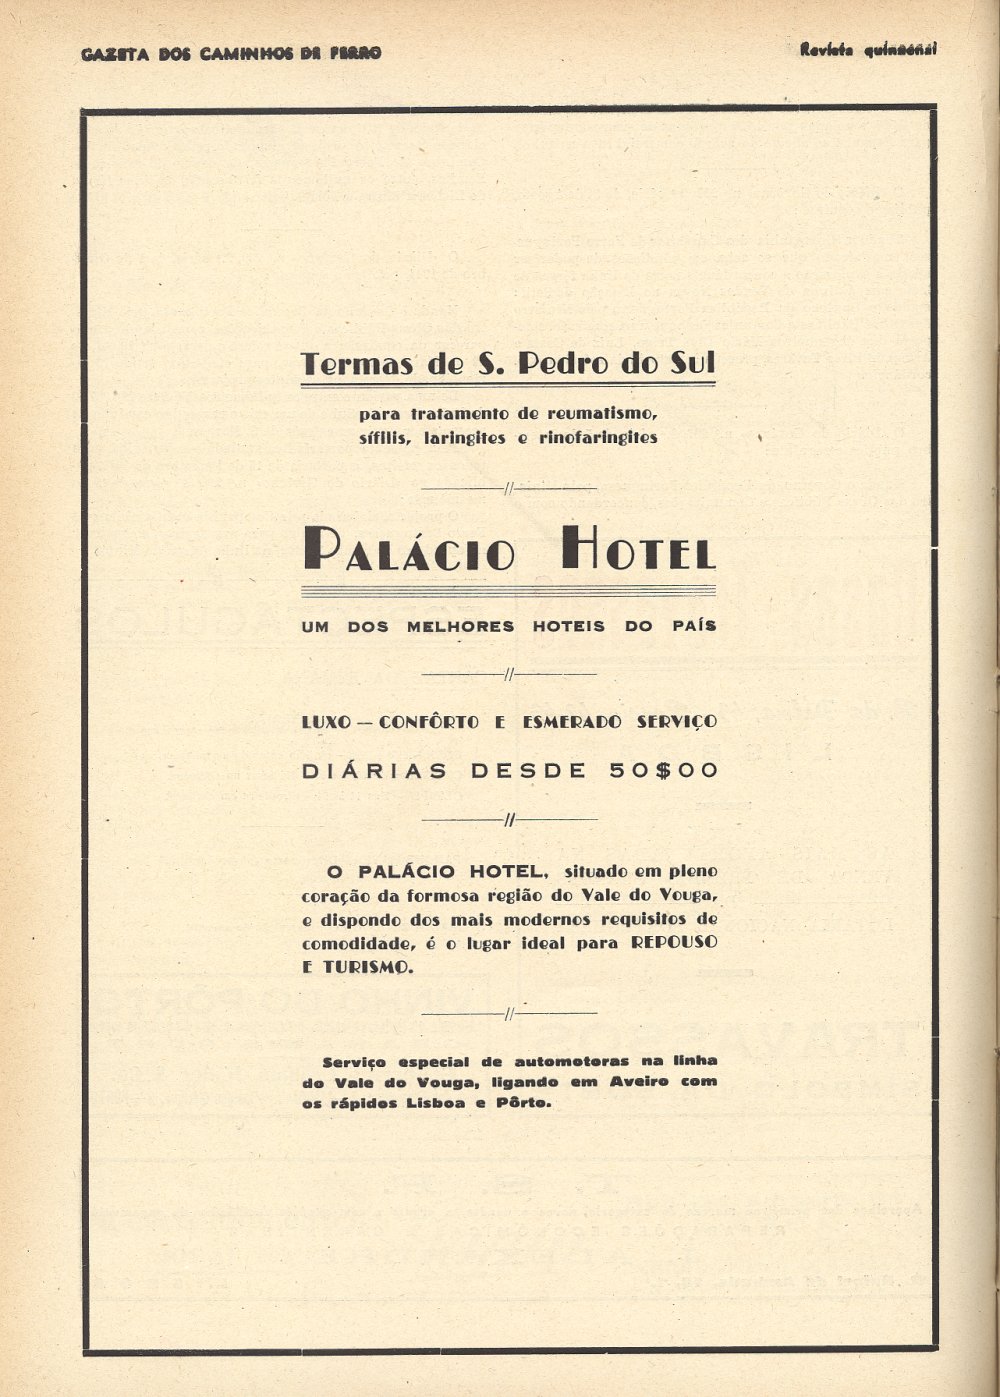 GAZETA DOS CAMINHOS DE FERRO
Revista quinzenal
Termas de S. Pedro do Sul
para tratamento de reumatismo,
sífilis, laringites e rinofaringites
PALÁCIO HOTEL
UM DOS MELHORES HOTEIS DO PAÍS
LUXO — CONFÔRTO E ESMERADO SERVIÇO
DIÁRIAS DESDE 50$00
O PALÁCIO HOTEL, situado em pleno
coração da formosa região do Vale do Vouga,
e dispondo dos mais modernos requisitos de
comodidade, é o lugar ideal para REPOUSO
E TURISMO.
Serviço especial de automotoras na linha
do Vale do Vouga, ligando em Aveiro com
os rápidos Lisboa e Pôrto.